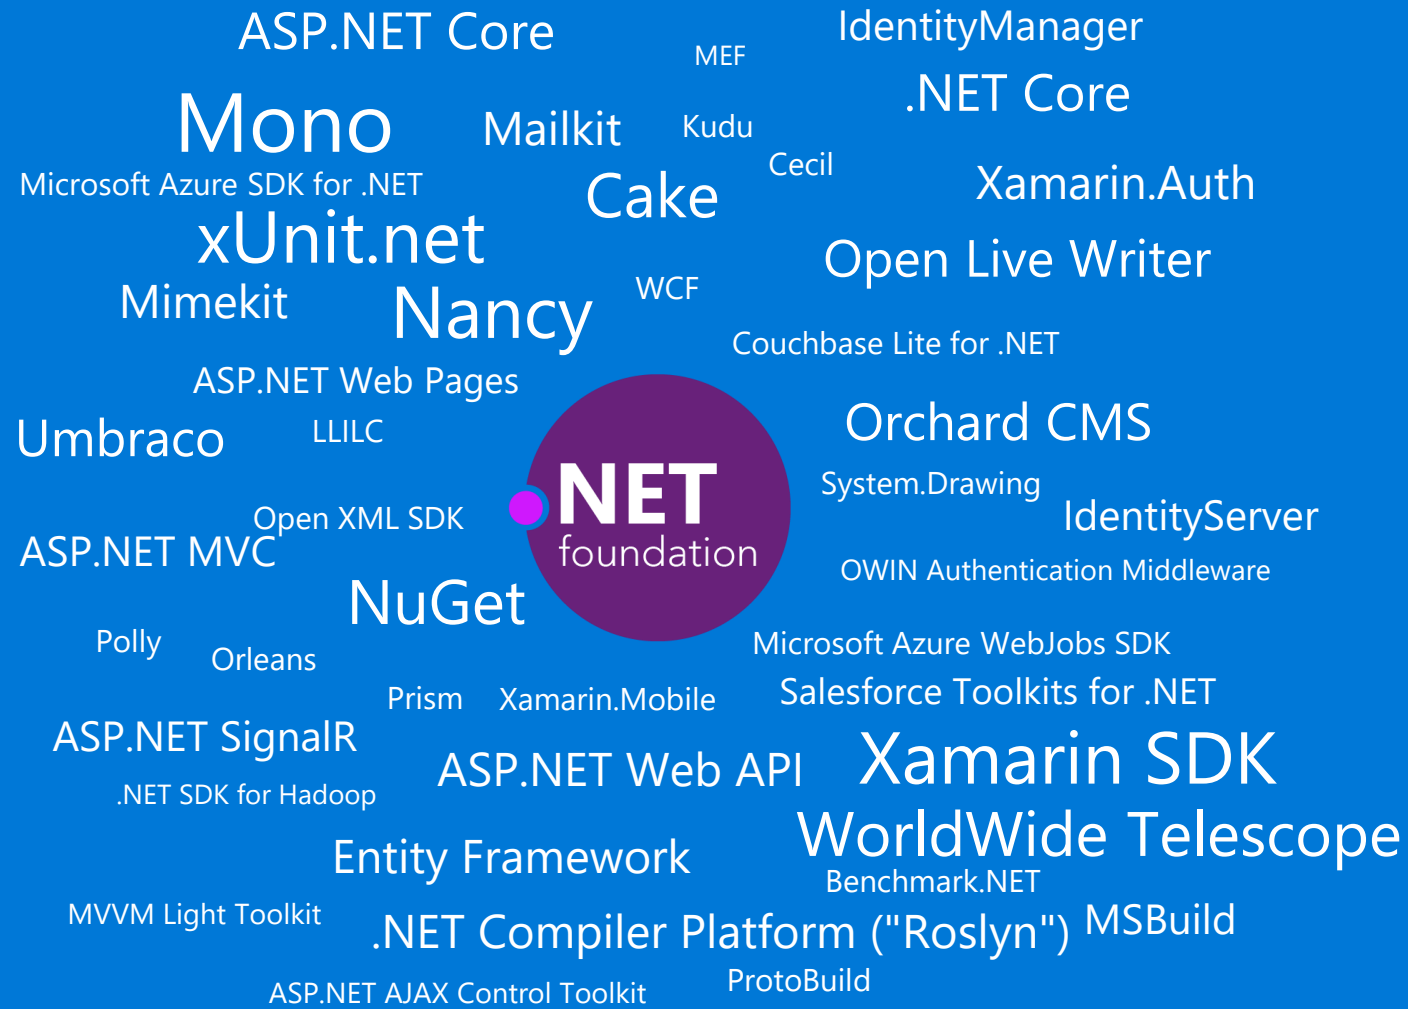 ASP.NET Core
IdentityManager
MEF
.NET Core
Mono
Mailkit
Kudu
Cecil
Microsoft Azure SDK for .NET
Cake
Xamarin.Auth
xUnit.net
Open Live Writer
Mimekit
Nancy
WCF
Couchbase Lite for .NET
ASP.NET Web Pages
Umbraco
LLILC
Orchard CMS
.NET
foundation
System.Drawing
Open XML SDK
IdentityServer
ASP.NET MVC
OWIN Authentication Middleware
NuGet
Polly
Orleans
Microsoft Azure WebJobs SDK
Prism
Xamarin.Mobile
Salesforce Toolkits for .NET
ASP.NET SignalR
ASP.NET Web API
Xamarin SDK
.NET SDK for Hadoop
WorldWide Telescope
Entity Framework
Benchmark.NET
MVVM Light Toolkit
.NET Compiler Platform ("Roslyn")
MSBuild
ProtoBuild
ASP.NET AJAX Control Toolkit